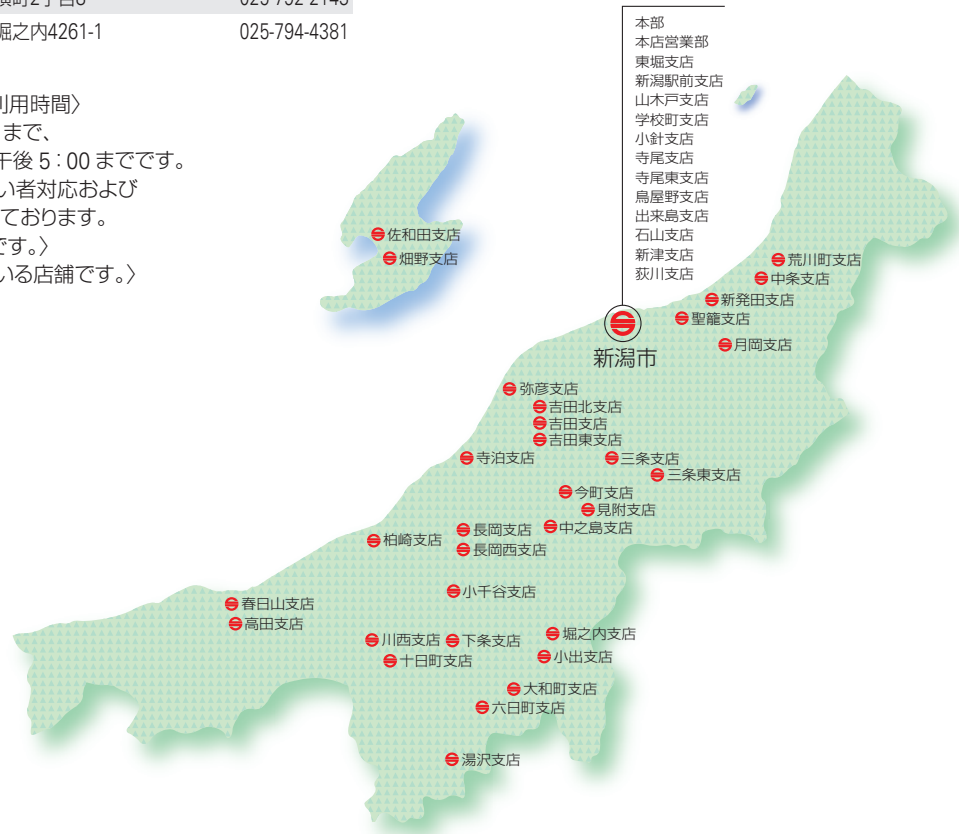 堀之内4261-1 025-794-4381
利用時間〉
まで、
午後 5:00 までです。
い者対応および
ております。
です。〉
いる店舗です。〉
本部
本店営業部
東堀支店
新潟駅前支店
山木戸支店
学校町支店
小針支店
寺尾支店
寺尾東支店
鳥屋野支店
出来島支店
石山支店
新津支店
荻川支店
新潟市
佐和田支店
畑野支店
荒川町支店
中条支店
新発田支店
聖籠支店
月岡支店
弥彦支店
吉田北支店
吉田支店
吉田東支店
寺泊支店
三条支店
三条東支店
今町支店
見附支店
中之島支店
長岡支店
長岡西支店
柏崎支店
小千谷支店
春日山支店
高田支店
川西支店
下条支店
堀之内支店
十日町支店
小出支店
大和町支店
六日町支店
湯沢支店